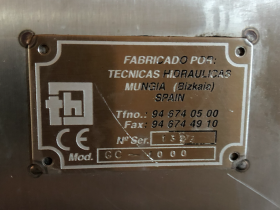 FABRICADO POR:
TECNICAS HIDRAULICAS
MUNGIA (Bizkaia)
SPAIN
th
Tfno.: 94 674 05 00
Fax: 94 674 49 10
CE
Nº Ser.
Mod. GC